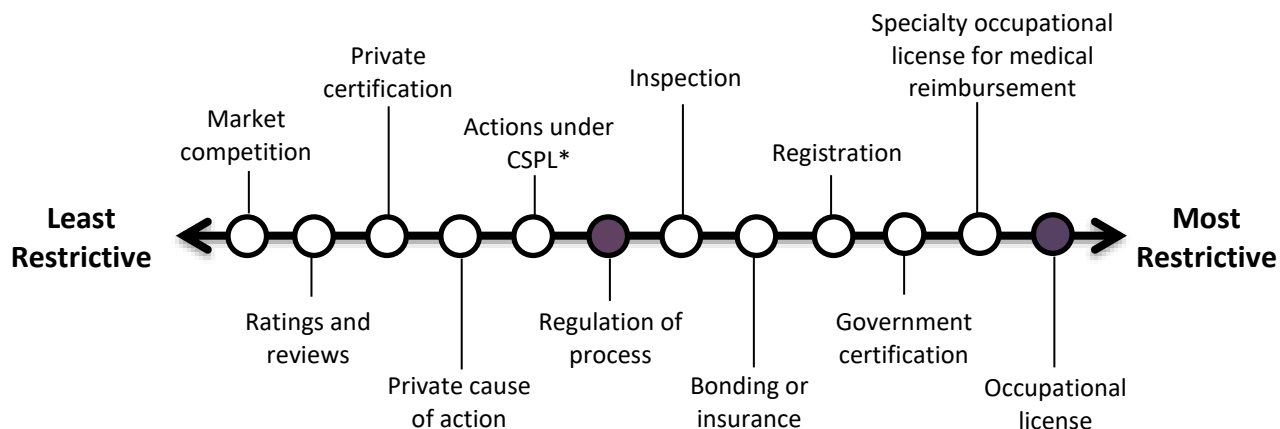 Least
Restrictive
Market
competition
Ratings and
reviews
Private
certification
Private cause
of action
Actions under
CSPL*
Regulation of
process
Inspection
Bonding or
insurance
Registration
Government
certification
Specialty occupational
license for medical
reimbursement
Occupational
license
Most
Restrictive